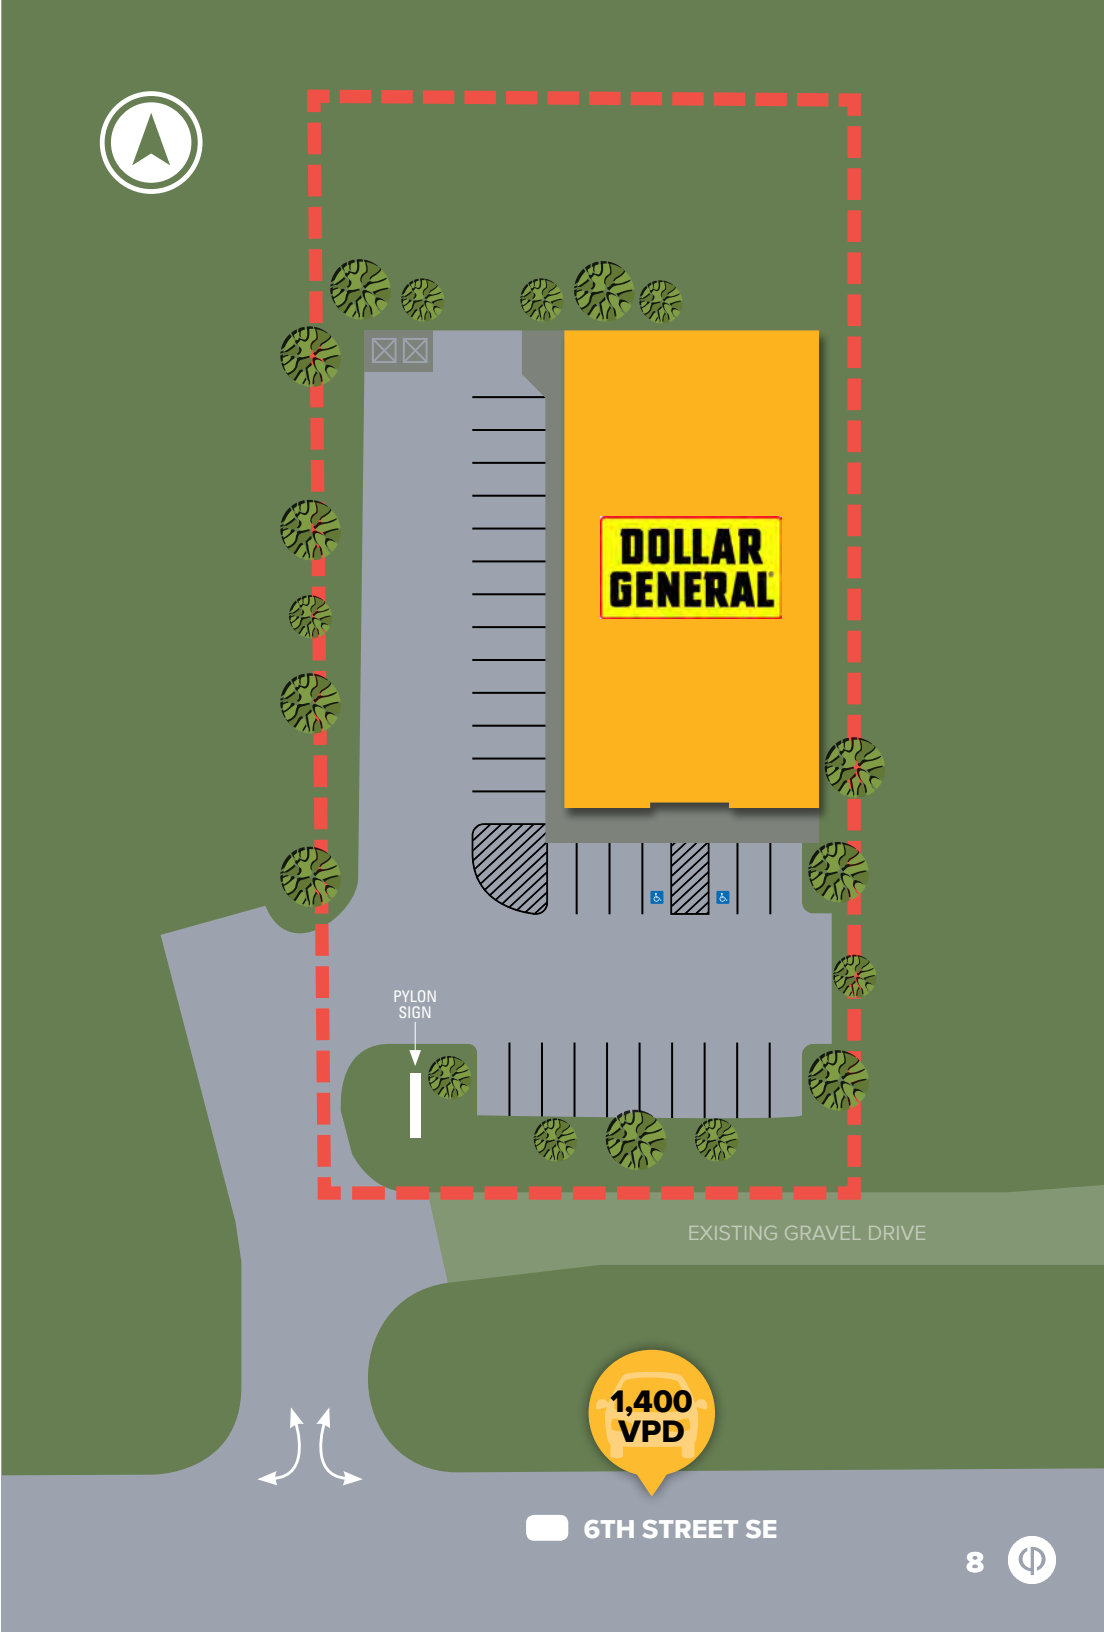 DOLLAR
GENERAL
PYLON
SIGN
EXISTING GRAVEL DRIVE
1,400
VPD
6TH STREET SE
8